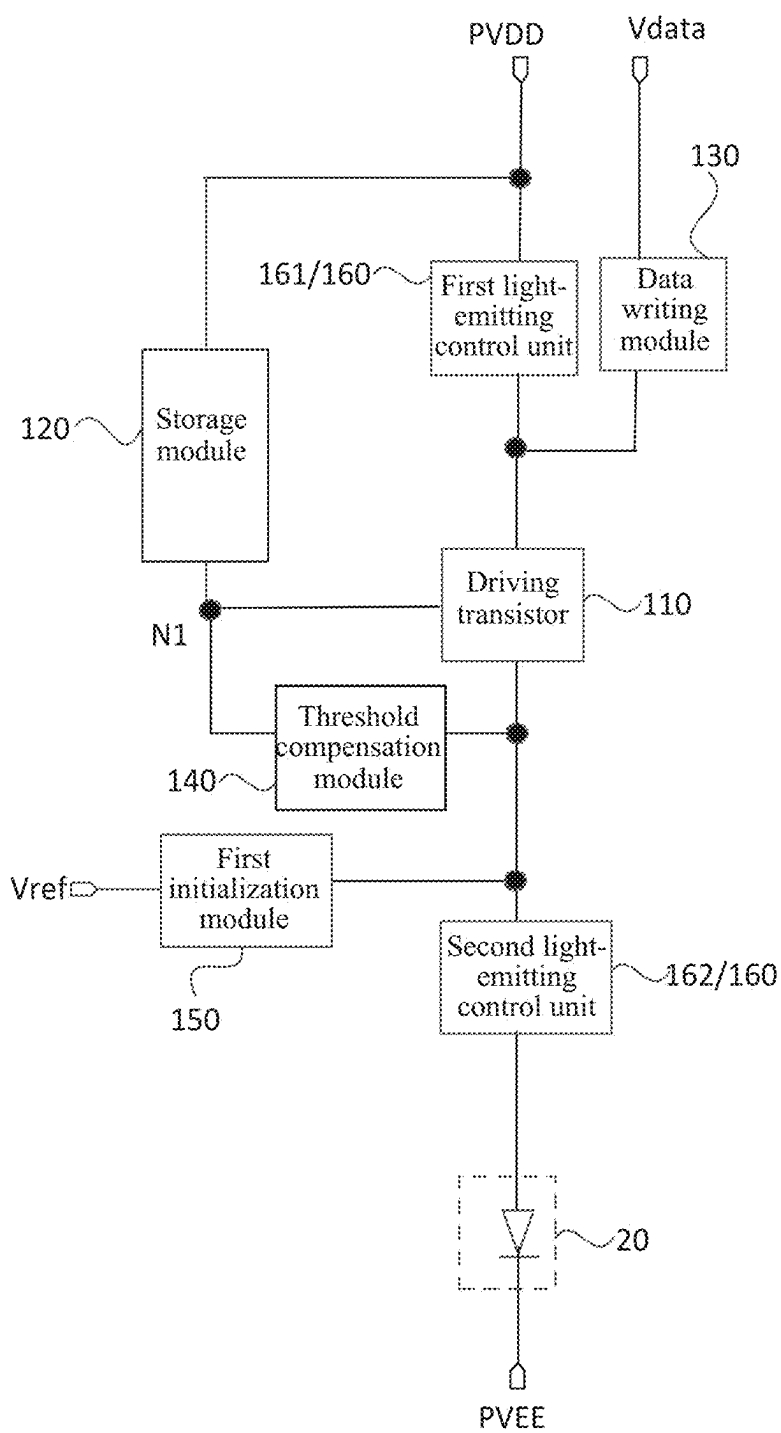 PVDD
Vdata
130
161/160
First light-
emitting
control unit
Data
writing
module
120
Storage
module
Driving
transistor
110
N1
Threshold
compensation
module
140
Vref
First
initialization
module
150
Second light-
emitting
control unit
162/160
20
PVEE